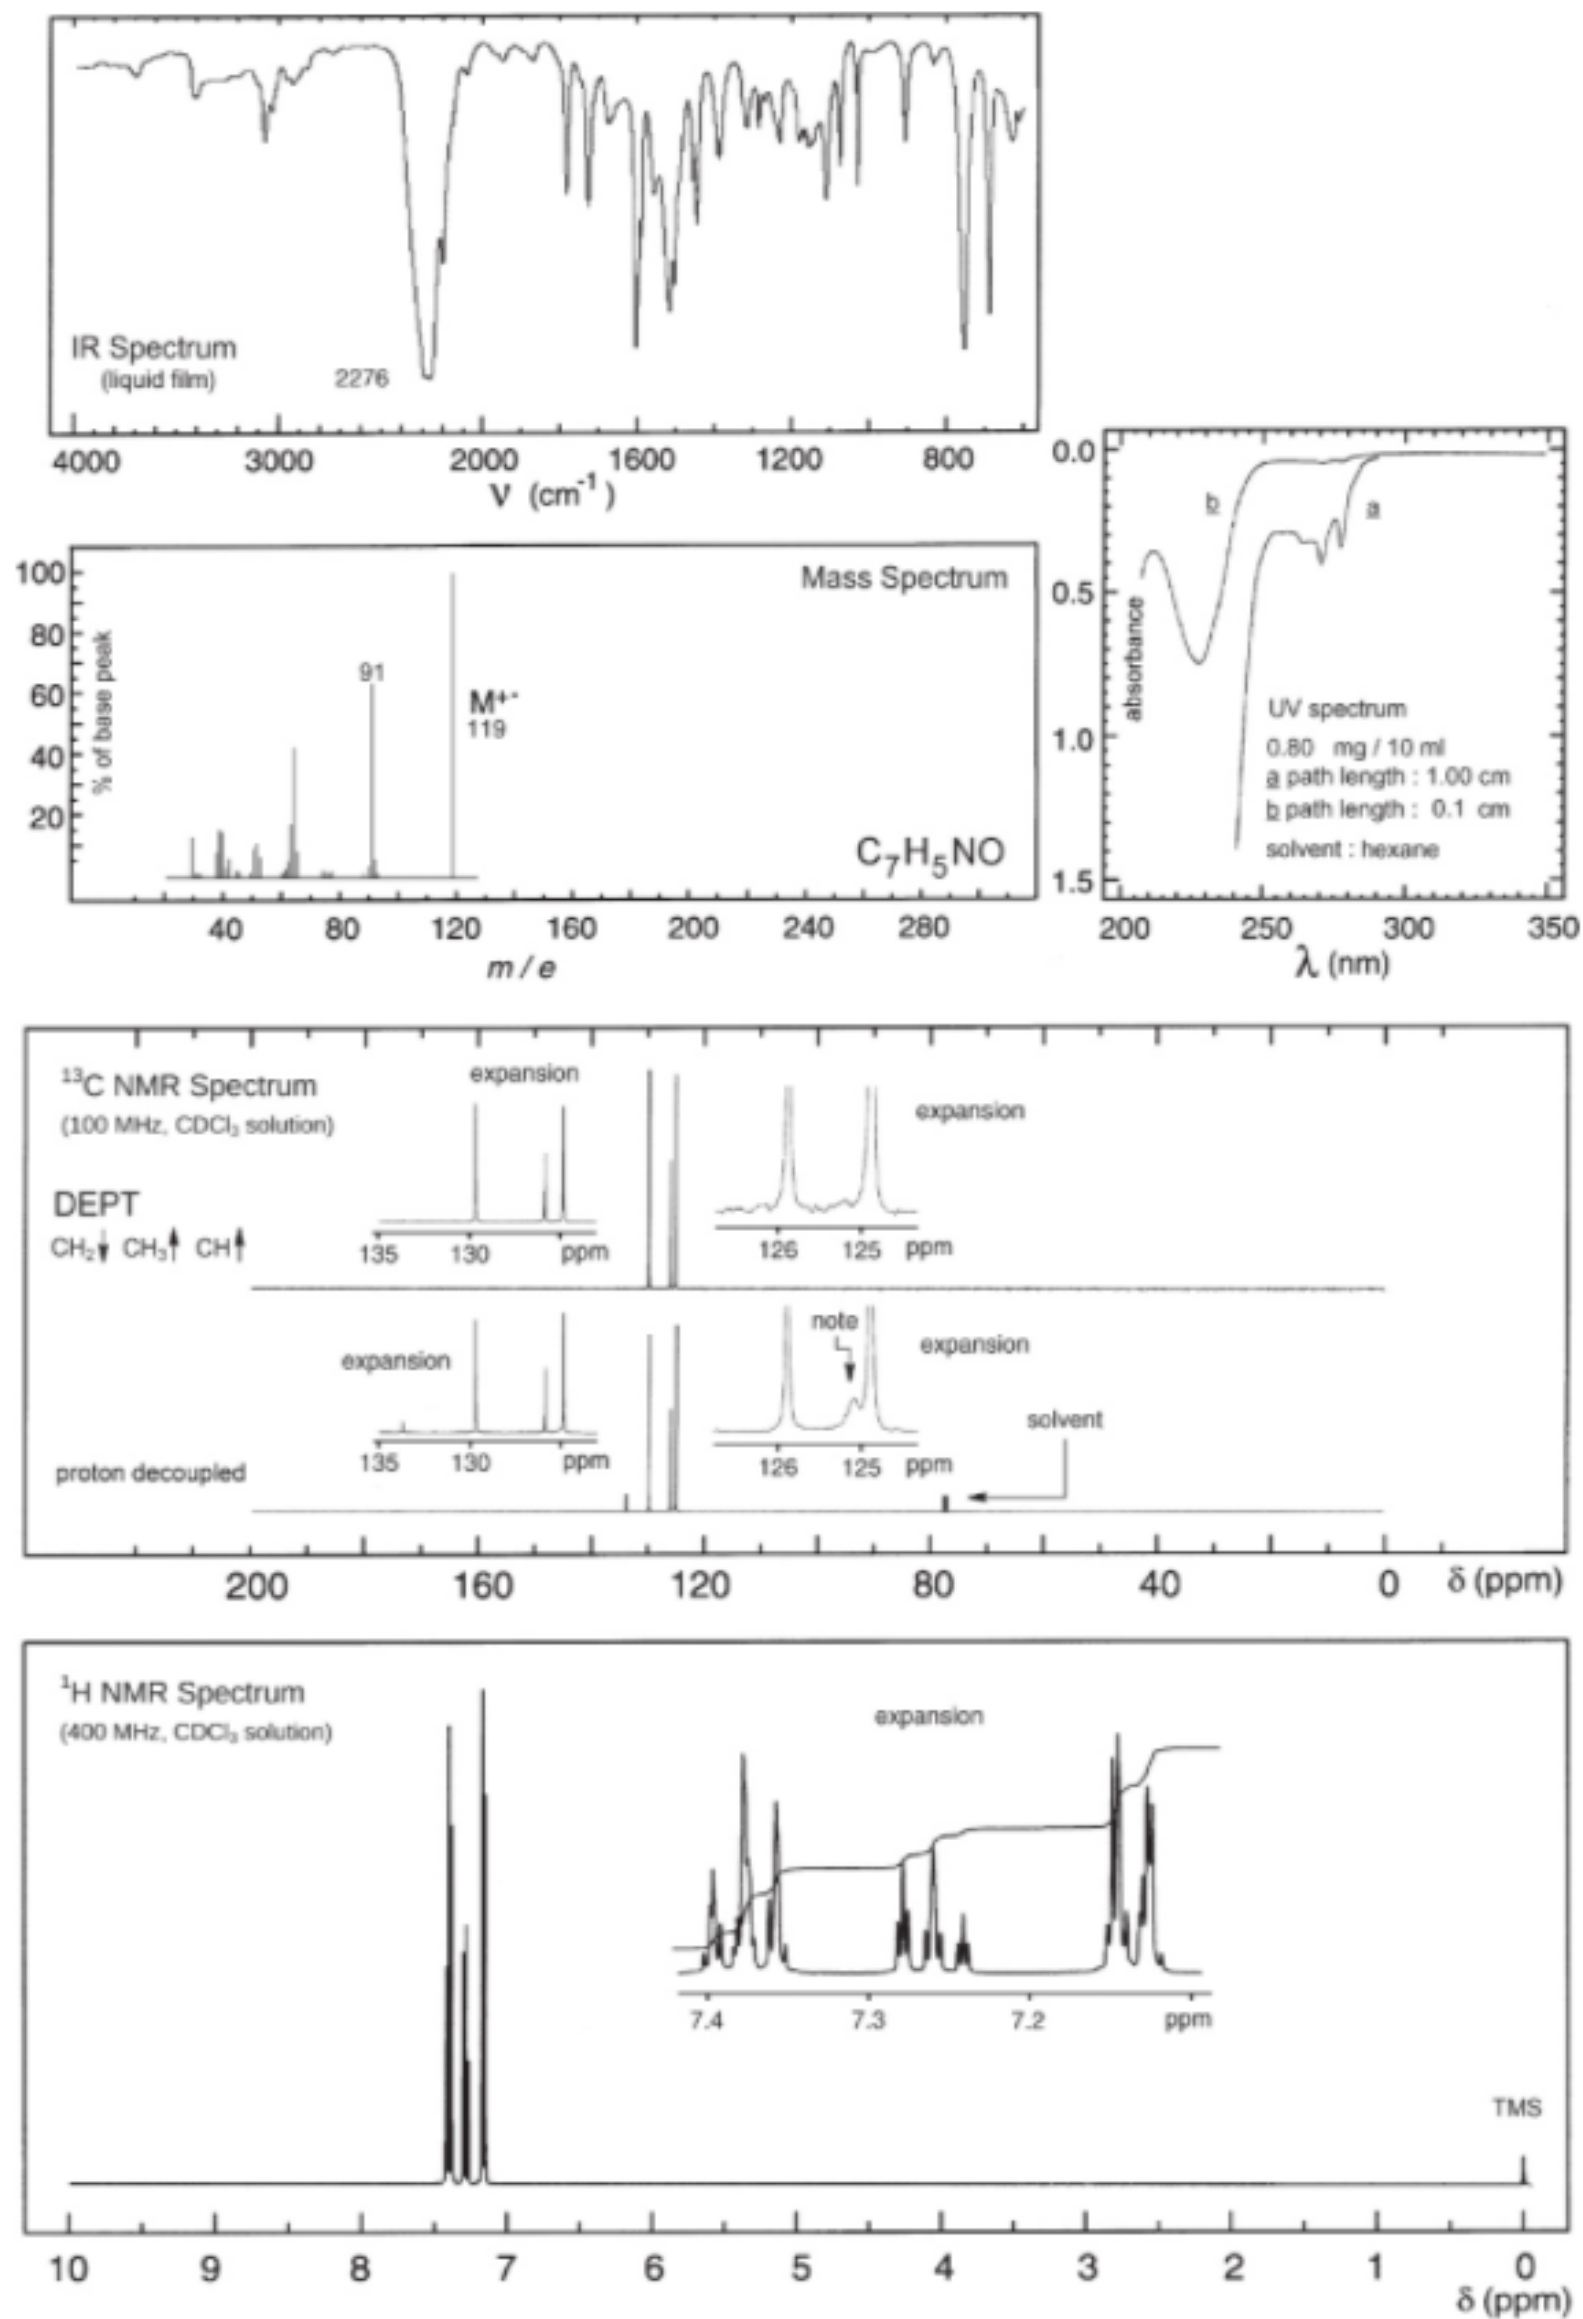 IR Spectrum
(liquid film)
2276
4000 3000 2000 1600 1200 800
ν (cm⁻¹)
100
80
60
40
20
% of base peak
Mass Spectrum
91
M⁺·
119
C₇H₅NO
40 80 120 160 200 240 280
m / e
0.0
0.5
1.0
1.5
absorbance
b
a
UV spectrum
0.80 mg / 10 ml
a path length : 1.00 cm
b path length : 0.1 cm
solvent : hexane
200 250 300 350
λ (nm)
¹³C NMR Spectrum
(100 MHz, CDCl₃ solution)
expansion
expansion
DEPT
CH₂ CH₃ CH
135 130 ppm
126 125 ppm
note
expansion
expansion
solvent
135 130 ppm
126 125 ppm
proton decoupled
200 160 120 80 40 0 δ (ppm)
¹H NMR Spectrum
(400 MHz, CDCl₃ solution)
expansion
7.4 7.3 7.2 ppm
TMS
10 9 8 7 6 5 4 3 2 1 0
δ (ppm)